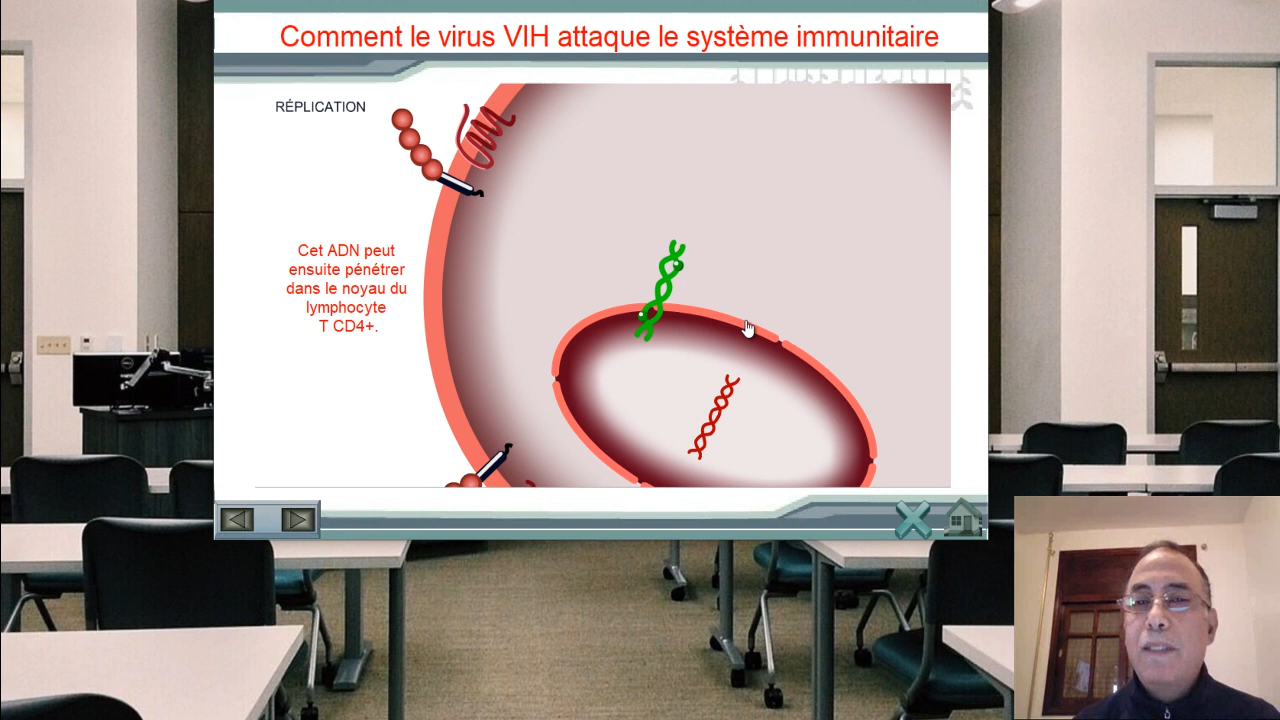 Comment le virus VIH attaque le système immunitaire
RÉPLICATION
Cet ADN peut
ensuite pénétrer
dans le noyau du
lymphocyte
T CD4+.